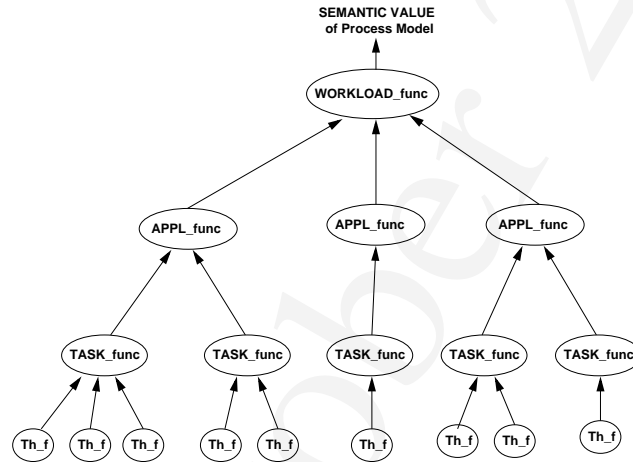 SEMANTIC VALUE
of Process Model
WORKLOAD_func
APPL_func APPL_func APPL_func
TASK_func TASK_func TASK_func TASK_func TASK_func
Th_f Th_f Th_f Th_f Th_f Th_f Th_f Th_f Th_f